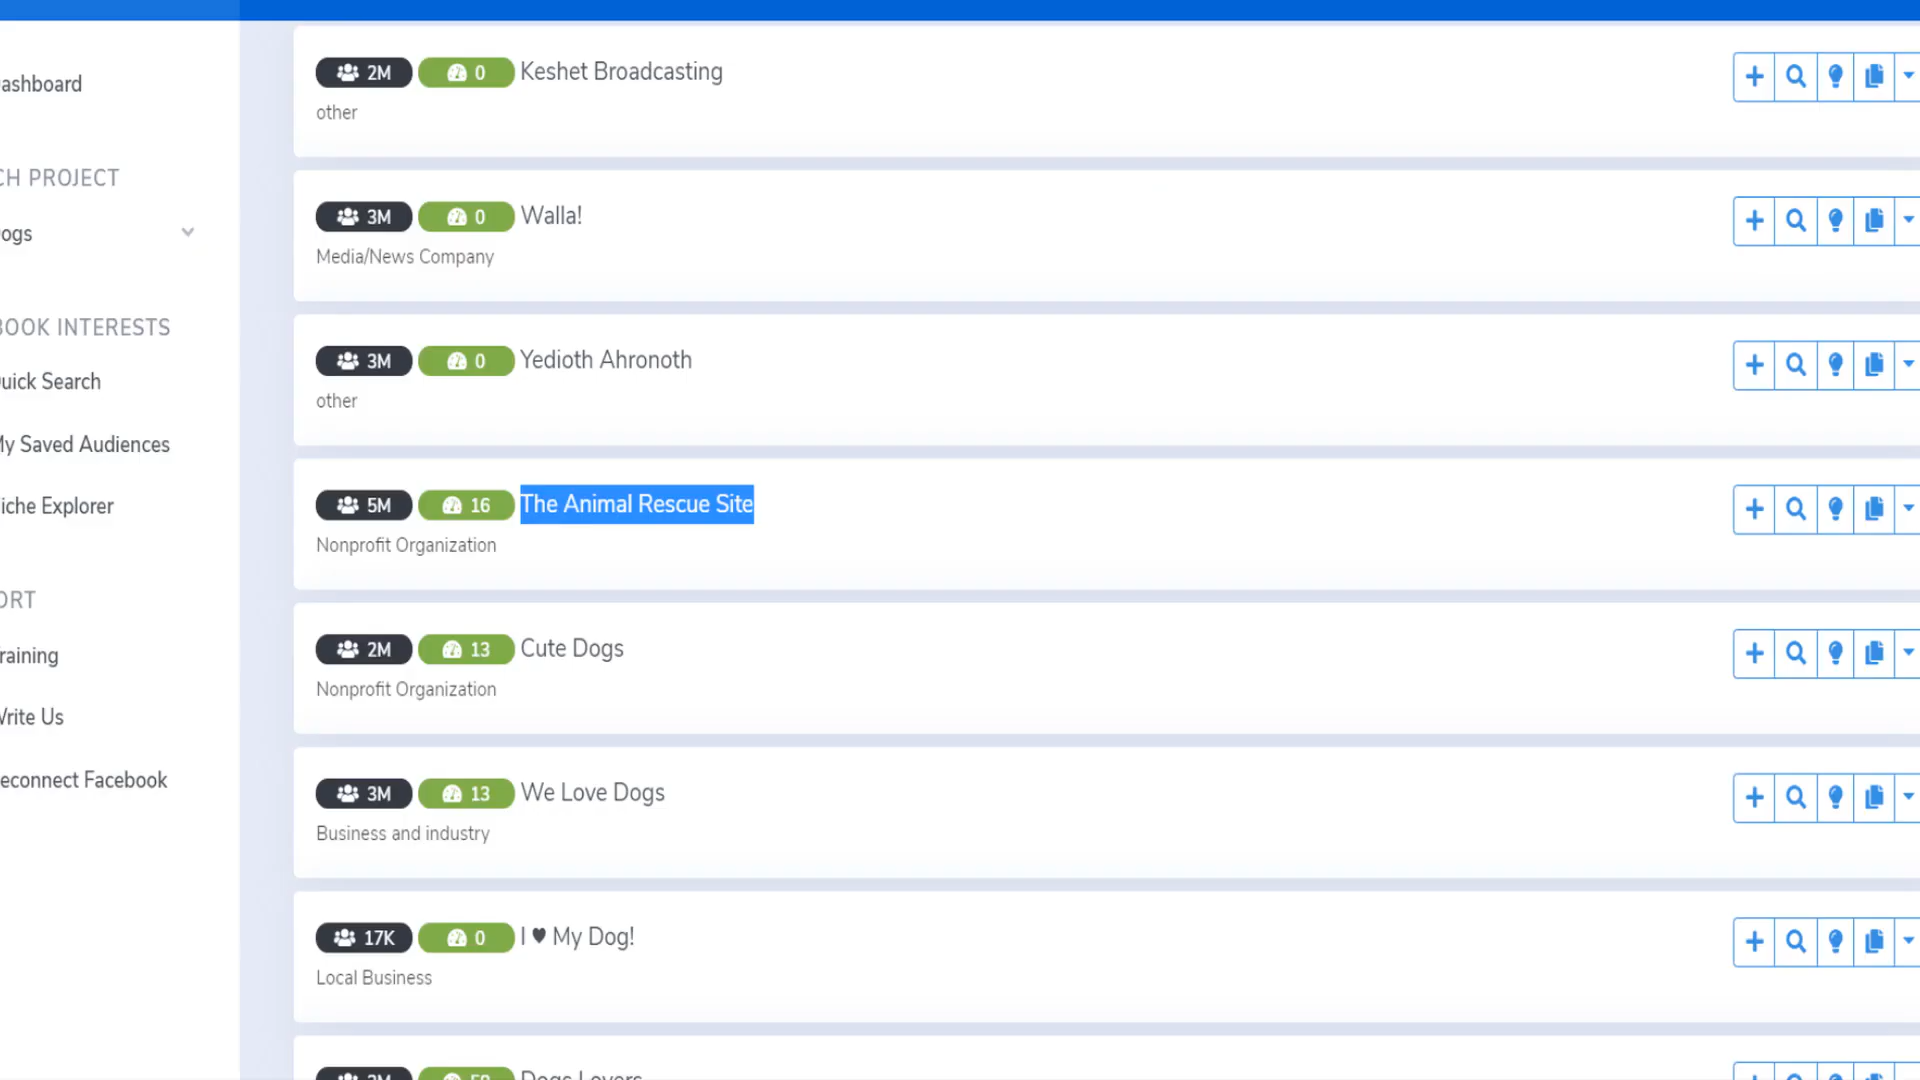 ashboard
CH PROJECT
ogs
BOOK INTERESTS
uick Search
My Saved Audiences
iche Explorer
ORT
raining
Write Us
econnect Facebook
2M 0 Keshet Broadcasting
other
3M 0 Walla!
Media/News Company
3M 0 Yedioth Ahronoth
other
5M 16 The Animal Rescue Site
Nonprofit Organization
2M 13 Cute Dogs
Nonprofit Organization
3M 13 We Love Dogs
Business and industry
17K 0 I ♥ My Dog!
Local Business
Dogs Lovers